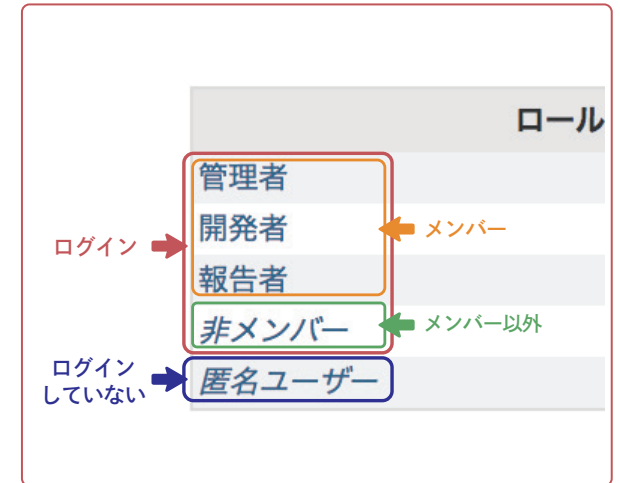 ロール
管理者
開発者
報告者
非メンバー
匿名ユーザー
ログイン
メンバー
メンバー以外
ログイン
していない